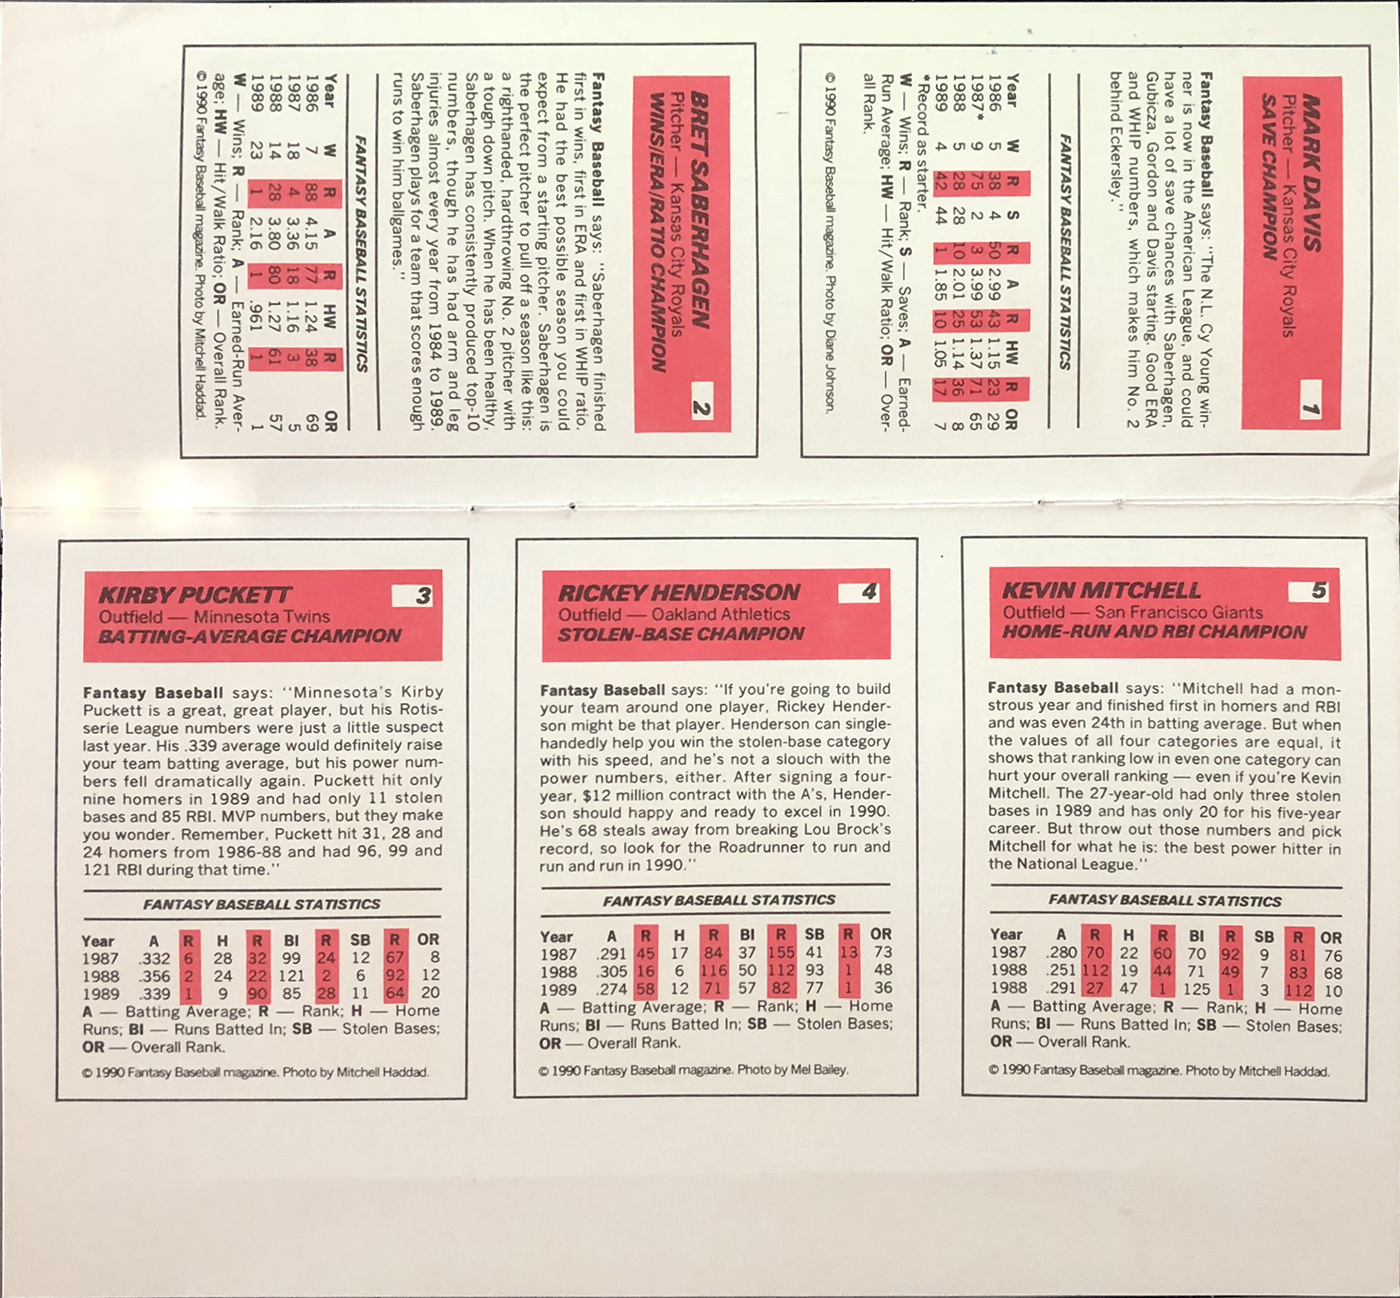 MARK DAVIS
Pitcher — Kansas City Royals
SAVE CHAMPION
1
Fantasy Baseball says: "The N.L. Cy Young win-
ner is now in the American League, and could
have a lot of save chances with Saberhagen,
Gubicza, Gordon and Davis starting. Good ERA
and WHIP numbers, which makes him No. 2
behind Eckersley."
FANTASY BASEBALL STATISTICS
Year W R S R A R HW R OR
1986 5 38 4 50 2.99 43 1.15 23 29
1987* 9 75 2 3 3.99 53 1.37 71 65
1988 5 28 28 10 2.01 25 1.14 36 8
1989 4 42 44 1 1.85 10 1.05 17 7
*Record as starter.
W — Wins; R — Rank; S — Saves; A — Earned-
Run Average; HW — Hit/Walk Ratio; OR — Over-
all Rank.
© 1990 Fantasy Baseball magazine. Photo by Diane Johnson.
BRET SABERHAGEN
Pitcher — Kansas City Royals
WINS/ERA/RATIO CHAMPION
2
Fantasy Baseball says: "Saberhagen finished
first in wins, first in ERA and first in WHIP ratio.
He had the best possible season you could
expect from a starting pitcher. Saberhagen is
the perfect pitcher to pull off a season like this:
a righthanded, hardthrowing No. 2 pitcher with
a tough down pitch. When he has been healthy,
Saberhagen has consistently produced top-10
numbers, though he has had arm and leg
injuries almost every year from 1984 to 1989.
Saberhagen plays for a team that scores enough
runs to win him ballgames."
FANTASY BASEBALL STATISTICS
Year W R A R HW R OR
1986 7 88 4.15 77 1.24 38 69
1987 18 4 3.36 18 1.16 3 5
1988 14 28 3.80 80 1.27 61 57
1989 23 1 2.16 1 .961 1 1
W — Wins; R — Rank; A — Earned-Run Aver-
age; HW — Hit/Walk Ratio; OR — Overall Rank.
© 1990 Fantasy Baseball magazine. Photo by Mitchell Haddad.
KIRBY PUCKETT 3
Outfield — Minnesota Twins
BATTING-AVERAGE CHAMPION
Fantasy Baseball says: "Minnesota's Kirby
Puckett is a great, great player, but his Rotis-
serie League numbers were just a little suspect
last year. His .339 average would definitely raise
your team batting average, but his power num-
bers fell dramatically again. Puckett hit only
nine homers in 1989 and had only 11 stolen
bases and 85 RBI. MVP numbers, but they make
you wonder. Remember, Puckett hit 31, 28 and
24 homers from 1986-88 and had 96, 99 and
121 RBI during that time."
FANTASY BASEBALL STATISTICS
Year A R H R BI R SB R OR
1987 .332 6 28 32 99 24 12 67 8
1988 .356 2 24 22 121 2 6 92 12
1989 .339 1 9 90 85 28 11 64 20
A — Batting Average; R — Rank; H — Home
Runs; BI — Runs Batted In; SB — Stolen Bases;
OR — Overall Rank.
© 1990 Fantasy Baseball magazine. Photo by Mitchell Haddad.
RICKEY HENDERSON 4
Outfield — Oakland Athletics
STOLEN-BASE CHAMPION
Fantasy Baseball says: "If you're going to build
your team around one player, Rickey Hender-
son might be that player. Henderson can single-
handedly help you win the stolen-base category
with his speed, and he's not a slouch with the
power numbers, either. After signing a four-
year, $12 million contract with the A's, Hender-
son should happy and ready to excel in 1990.
He's 68 steals away from breaking Lou Brock's
record, so look for the Roadrunner to run and
run and run in 1990."
FANTASY BASEBALL STATISTICS
Year A R H R BI R SB R OR
1987 .291 45 17 84 37 155 41 13 73
1988 .305 16 6 116 50 112 93 1 48
1989 .274 58 12 71 57 82 77 1 36
A — Batting Average; R — Rank; H — Home
Runs; BI — Runs Batted In; SB — Stolen Bases;
OR — Overall Rank.
© 1990 Fantasy Baseball magazine. Photo by Mel Bailey.
KEVIN MITCHELL 5
Outfield — San Francisco Giants
HOME-RUN AND RBI CHAMPION
Fantasy Baseball says: "Mitchell had a mon-
strous year and finished first in homers and RBI
and was even 24th in batting average. But when
the values of all four categories are equal, it
shows that ranking low in even one category can
hurt your overall ranking — even if you're Kevin
Mitchell. The 27-year-old had only three stolen
bases in 1989 and has only 20 for his five-year
career. But throw out those numbers and pick
Mitchell for what he is: the best power hitter in
the National League."
FANTASY BASEBALL STATISTICS
Year A R H R BI R SB R OR
1987 .280 70 22 60 70 92 9 81 76
1988 .251 112 19 44 71 49 7 83 68
1988 .291 27 47 1 125 1 3 112 10
A — Batting Average; R — Rank; H — Home
Runs; BI — Runs Batted In; SB — Stolen Bases;
OR — Overall Rank.
© 1990 Fantasy Baseball magazine. Photo by Mitchell Haddad.